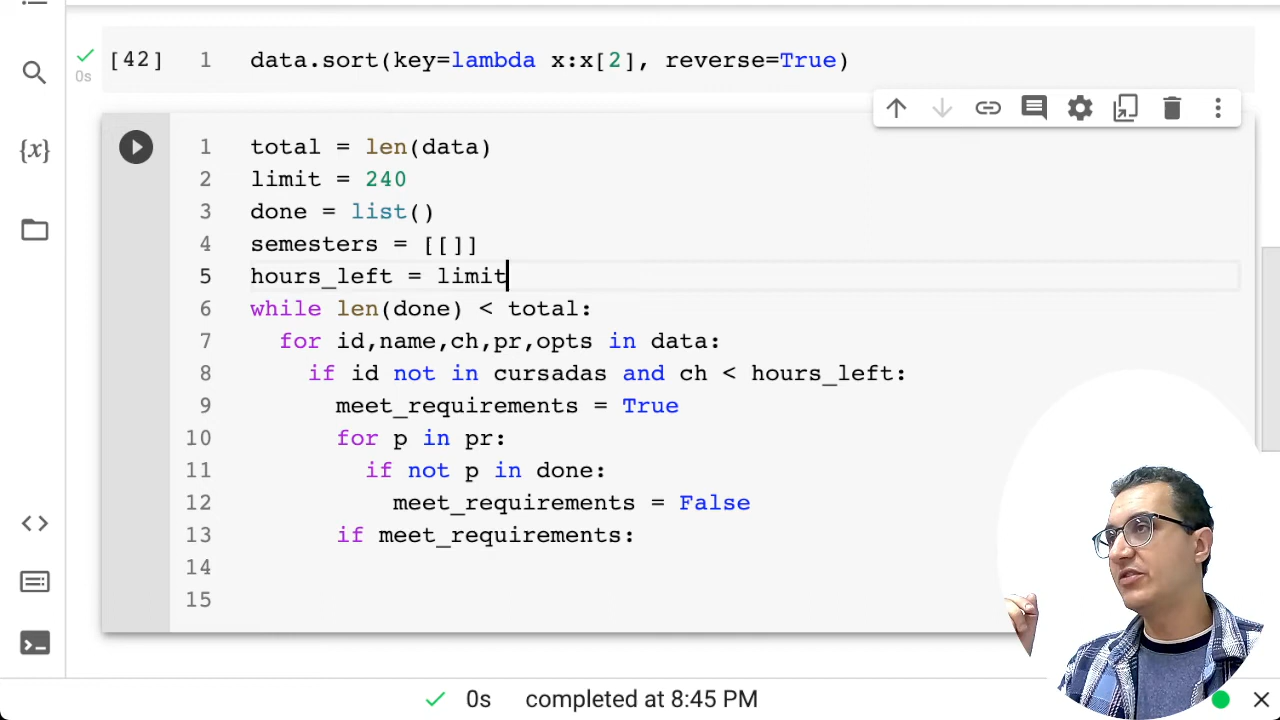 [42] 1 data.sort(key=lambda x:x[2], reverse=True)
0s
{x}
1 total = len(data)
2 limit = 240
3 done = list()
4 semesters = [[]]
5 hours_left = limit
6 while len(done) < total:
7 for id,name,ch,pr,opts in data:
8 if id not in cursadas and ch < hours_left:
9 meet_requirements = True
10 for p in pr:
11 if not p in done:
12 meet_requirements = False
13 if meet_requirements:
14
15
0s completed at 8:45 PM